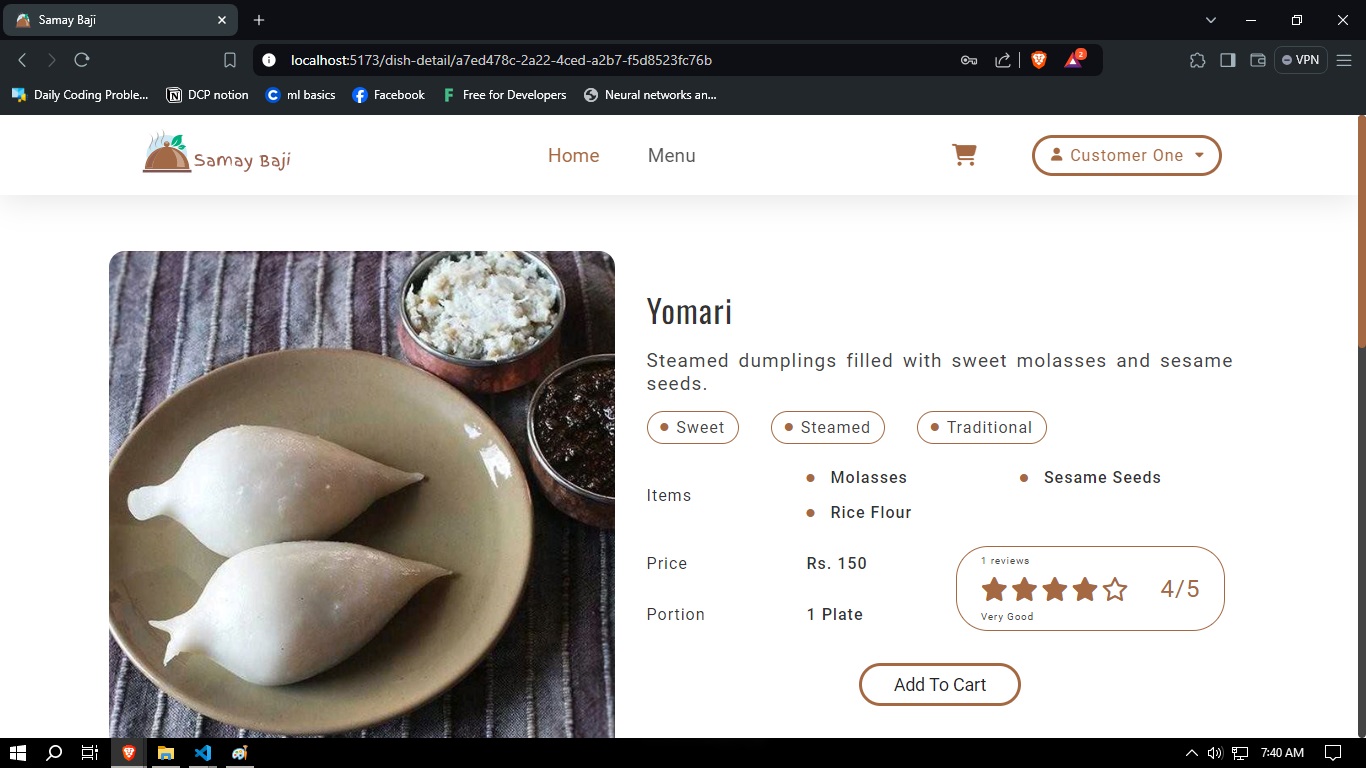 Samay Baji
localhost:5173/dish-detail/a7ed478c-2a22-4ced-a2b7-f5d8523fc76b
2
VPN
Daily Coding Proble...
DCP notion
ml basics
Facebook
Free for Developers
Neural networks an...
Samay Baji
Home
Menu
Customer One
Yomari
Steamed dumplings filled with sweet molasses and sesame
seeds.
Sweet
Steamed
Traditional
Items
Molasses
Sesame Seeds
Rice Flour
Price
Rs. 150
Portion
1 Plate
1 reviews
4/5
Very Good
Add To Cart
7:40 AM